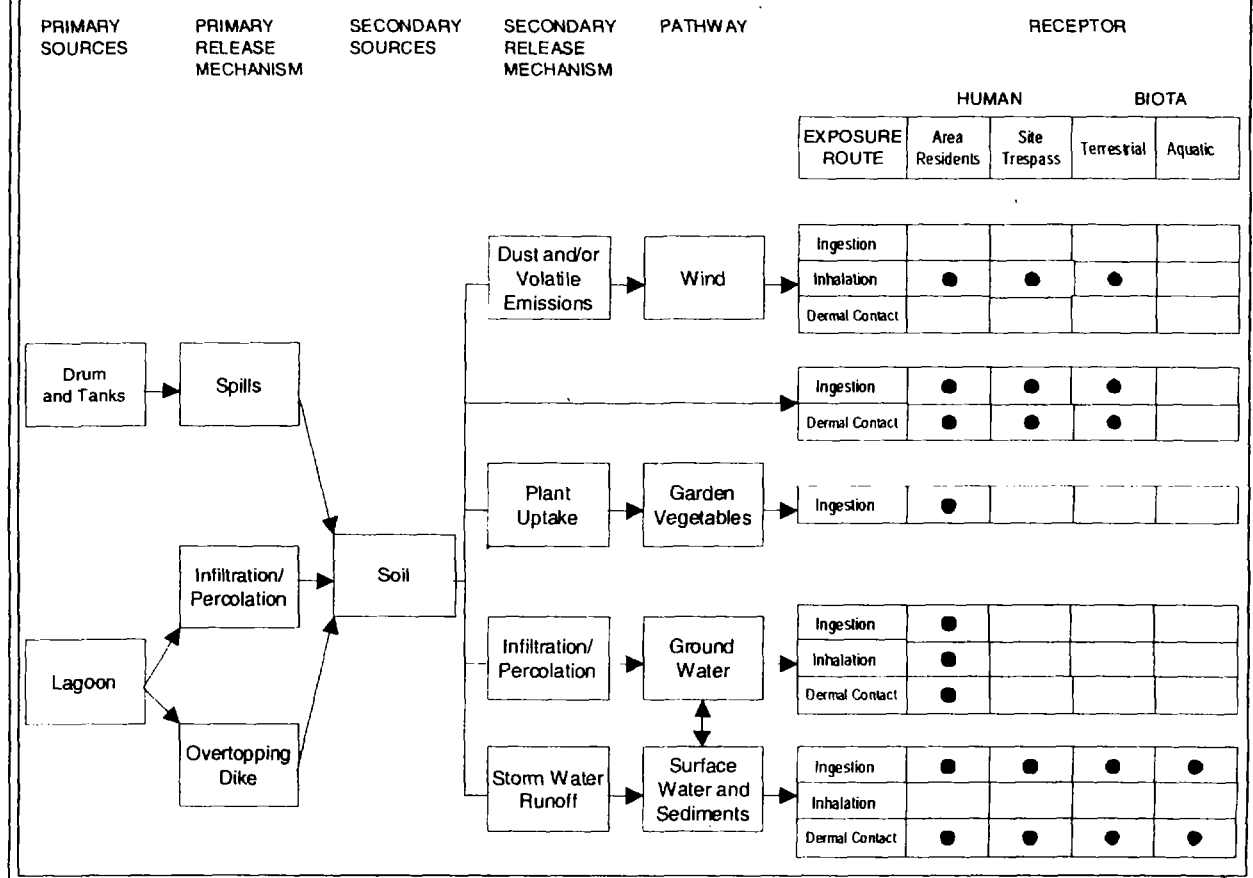 PRIMARY SOURCES
PRIMARY RELEASE MECHANISM
SECONDARY SOURCES
SECONDARY RELEASE MECHANISM
PATHWAY
RECEPTOR
HUMAN
BIOTA
EXPOSURE ROUTE
Area Residents
Site Trespass
Terrestrial
Aquatic
Drum and Tanks
Spills
Lagoon
Infiltration/ Percolation
Overtopping Dike
Soil
Dust and/or Volatile Emissions
Wind
Ingestion
Inhalation
Dermal Contact
Ingestion
Dermal Contact
Plant Uptake
Garden Vegetables
Ingestion
Infiltration/ Percolation
Ground Water
Ingestion
Inhalation
Dermal Contact
Storm Water Runoff
Surface Water and Sediments
Ingestion
Inhalation
Dermal Contact